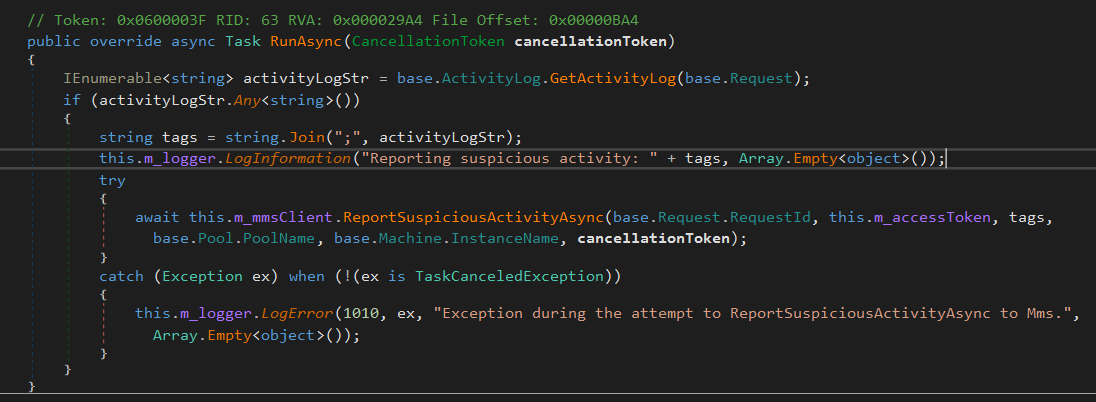 // Token: 0x0600003F RID: 63 RVA: 0x000029A4 File Offset: 0x00000BA4
public override async Task RunAsync(CancellationToken cancellationToken)
{
    IEnumerable<string> activityLogStr = base.ActivityLog.GetActivityLog(base.Request);
    if (activityLogStr.Any<string>())
    {
        string tags = string.Join(";", activityLogStr);
        this.m_logger.LogInformation("Reporting suspicious activity: " + tags, Array.Empty<object>());
        try
        {
            await this.m_mmsClient.ReportSuspiciousActivityAsync(base.Request.RequestId, this.m_accessToken, tags,
              base.Pool.PoolName, base.Machine.InstanceName, cancellationToken);
        }
        catch (Exception ex) when (!(ex is TaskCanceledException))
        {
            this.m_logger.LogError(1010, ex, "Exception during the attempt to ReportSuspiciousActivityAsync to Mms.",
              Array.Empty<object>());
        }
    }
}